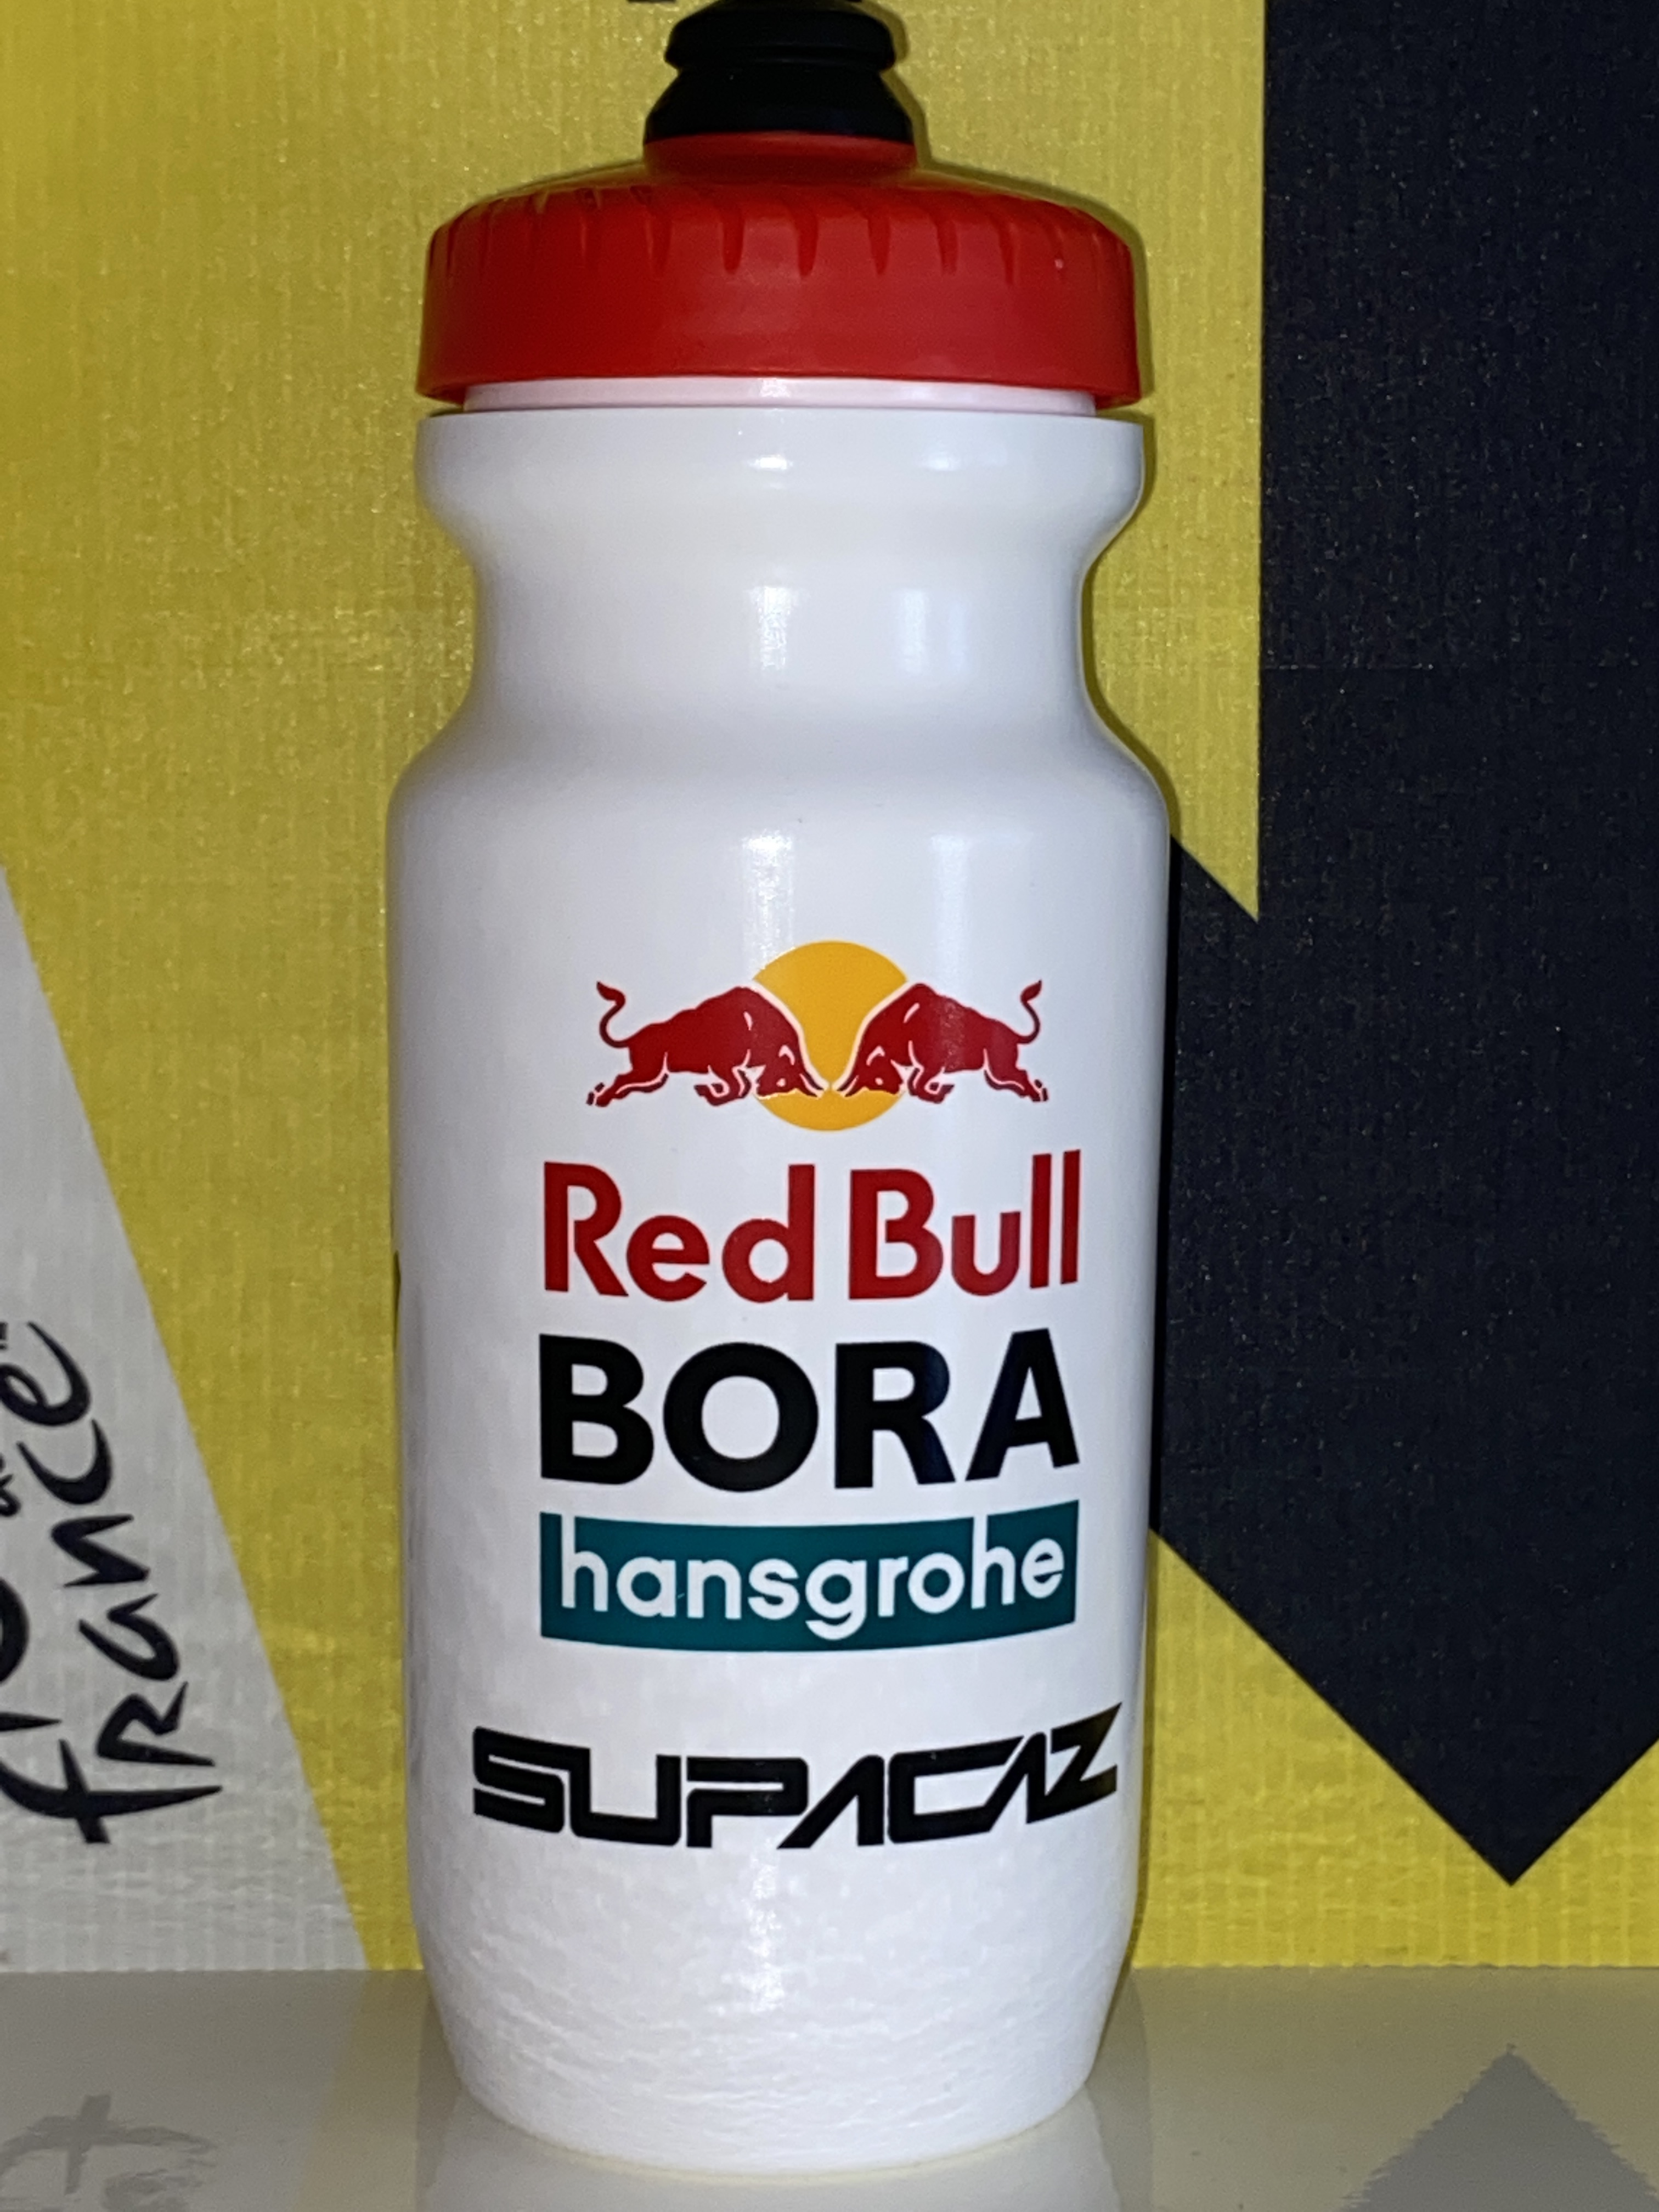 Red Bull
BORA
hansgrohe
SUPACAZ
france